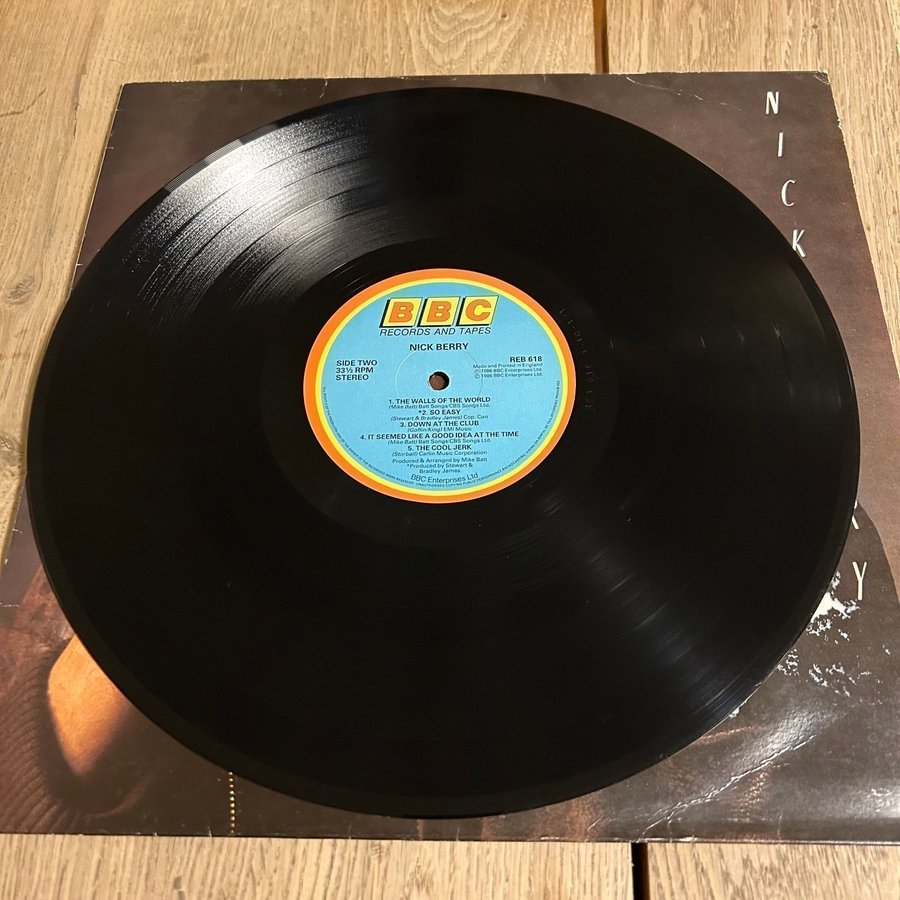 N
I
C
K
R
Y
BBC
RECORDS AND TAPES
NICK BERRY
SIDE TWO
33⅓ RPM
STEREO
REB 618
Made and Printed in England
Ⓟ1986 BBC Enterprises Ltd.
©1986 BBC Enterprises Ltd.
1. THE WALLS OF THE WORLD
(Mike Batt) Batt Songs/CBS Songs Ltd.
*2. SO EASY
(Stewart & Bradley James) Cop. Con
3. DOWN AT THE CLUB
(Goffin/King) EMI Music
4. IT SEEMED LIKE A GOOD IDEA AT THE TIME
(Mike Batt) Batt Songs/CBS Songs Ltd.
5. THE COOL JERK
(Storball) Carlin Music Corporation
Produced & Arranged by Mike Batt
*Produced by Stewart &
Bradley James
BBC Enterprises Ltd